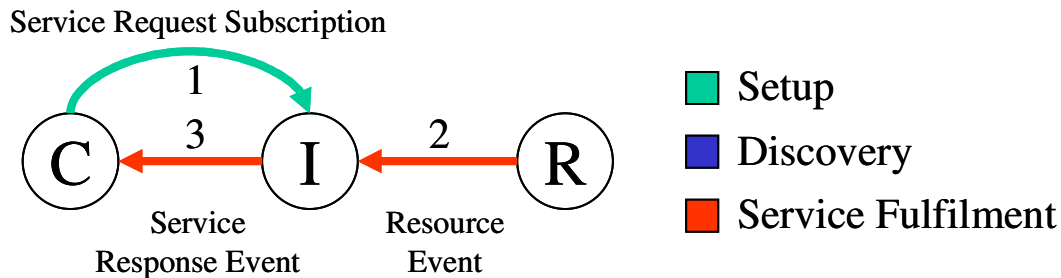 Service Request Subscription
1
3
2
C
I
R
Service
Response Event
Resource
Event
Setup
Discovery
Service Fulfilment